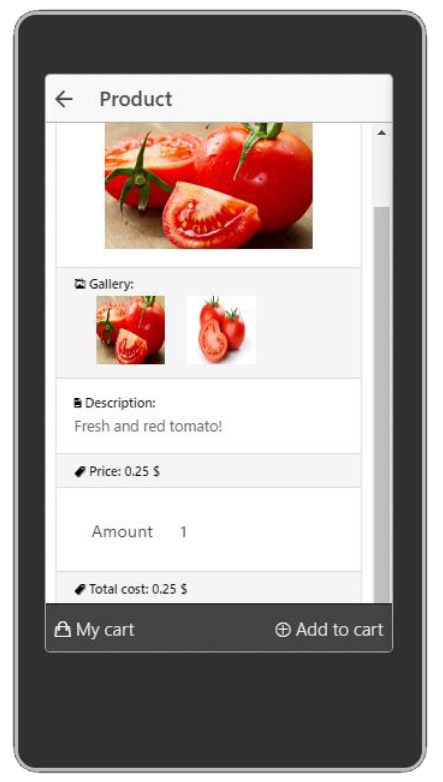 Product
Gallery:
Description:
Fresh and red tomato!
Price: 0.25 $
Amount 1
Total cost: 0.25 $
My cart Add to cart